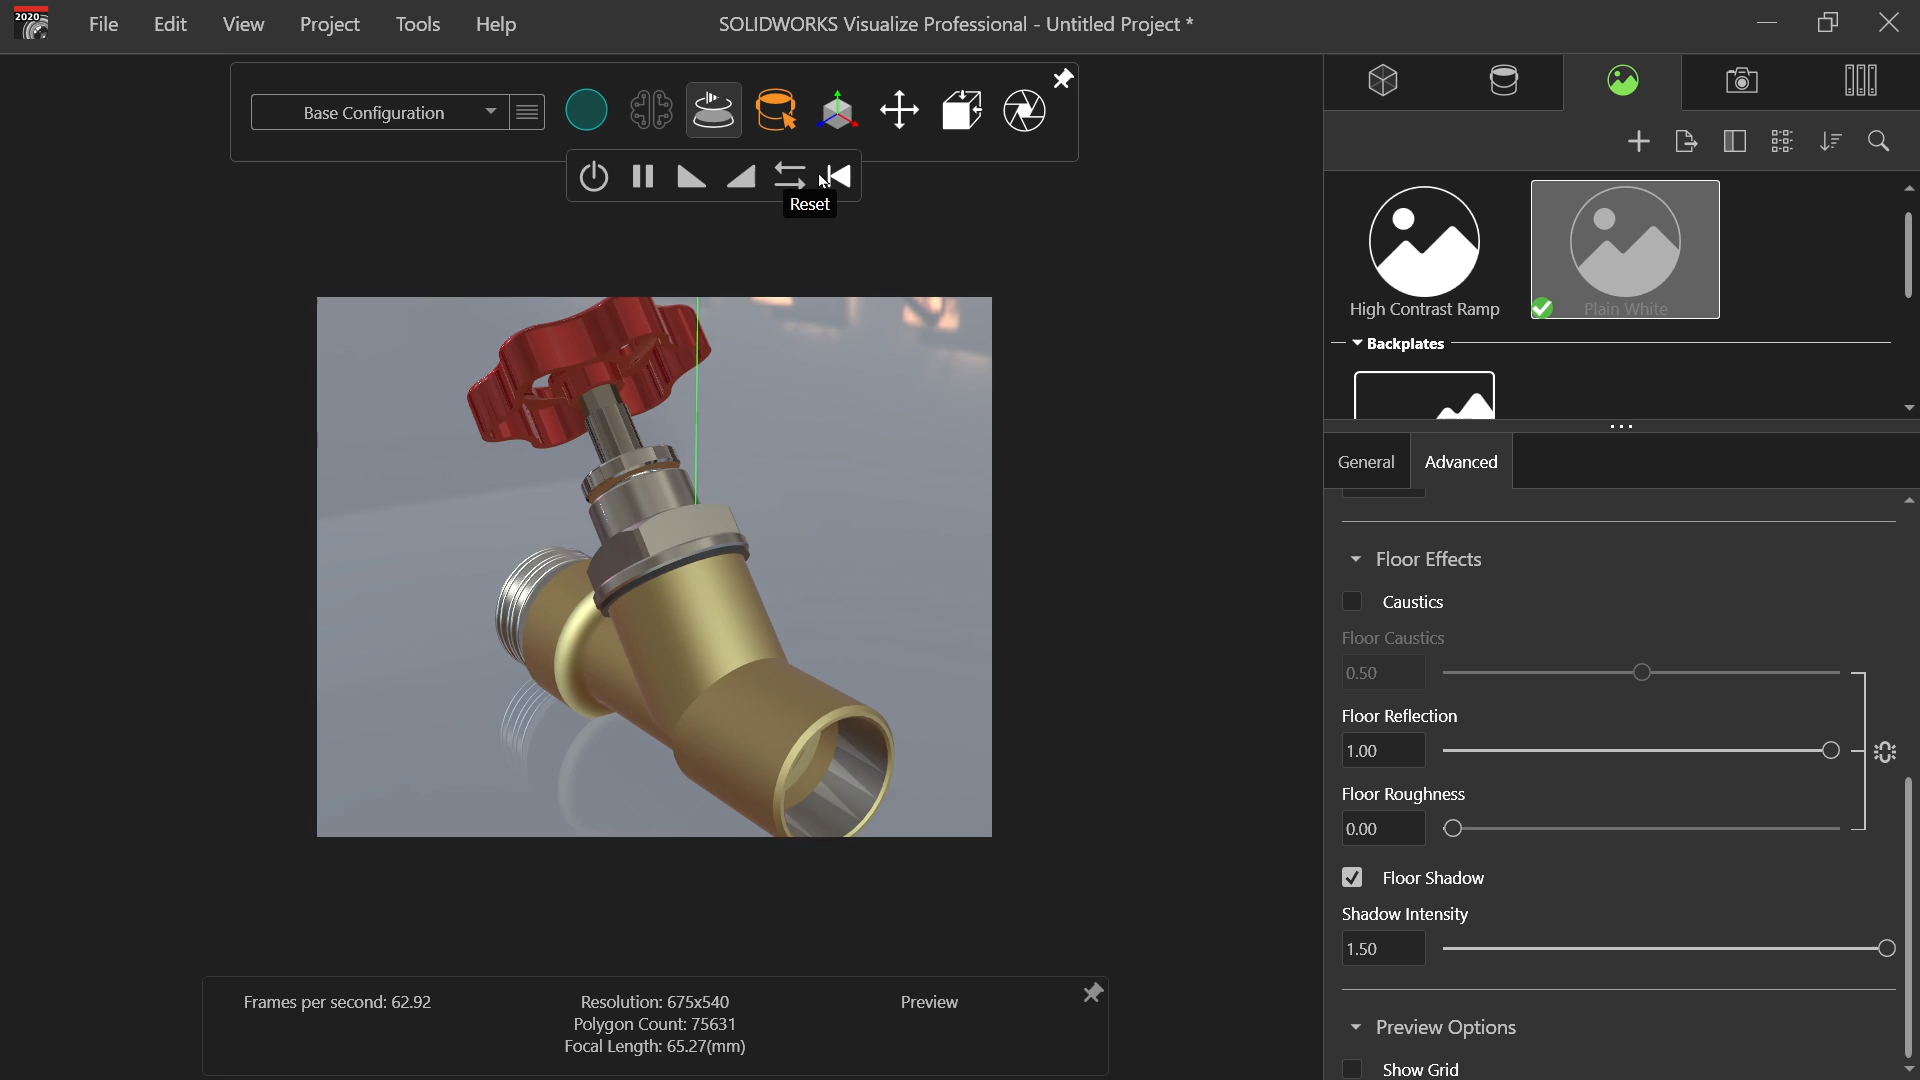 2020
File Edit View Project Tools Help
SOLIDWORKS Visualize Professional - Untitled Project *
Base Configuration
Reset
High Contrast Ramp
Plain White
Backplates
General Advanced
Floor Effects
Caustics
Floor Caustics
0.50
Floor Reflection
1.00
Floor Roughness
0.00
Floor Shadow
Shadow Intensity
1.50
Preview Options
Show Grid
Frames per second: 62.92
Resolution: 675x540
Polygon Count: 75631
Focal Length: 65.27(mm)
Preview